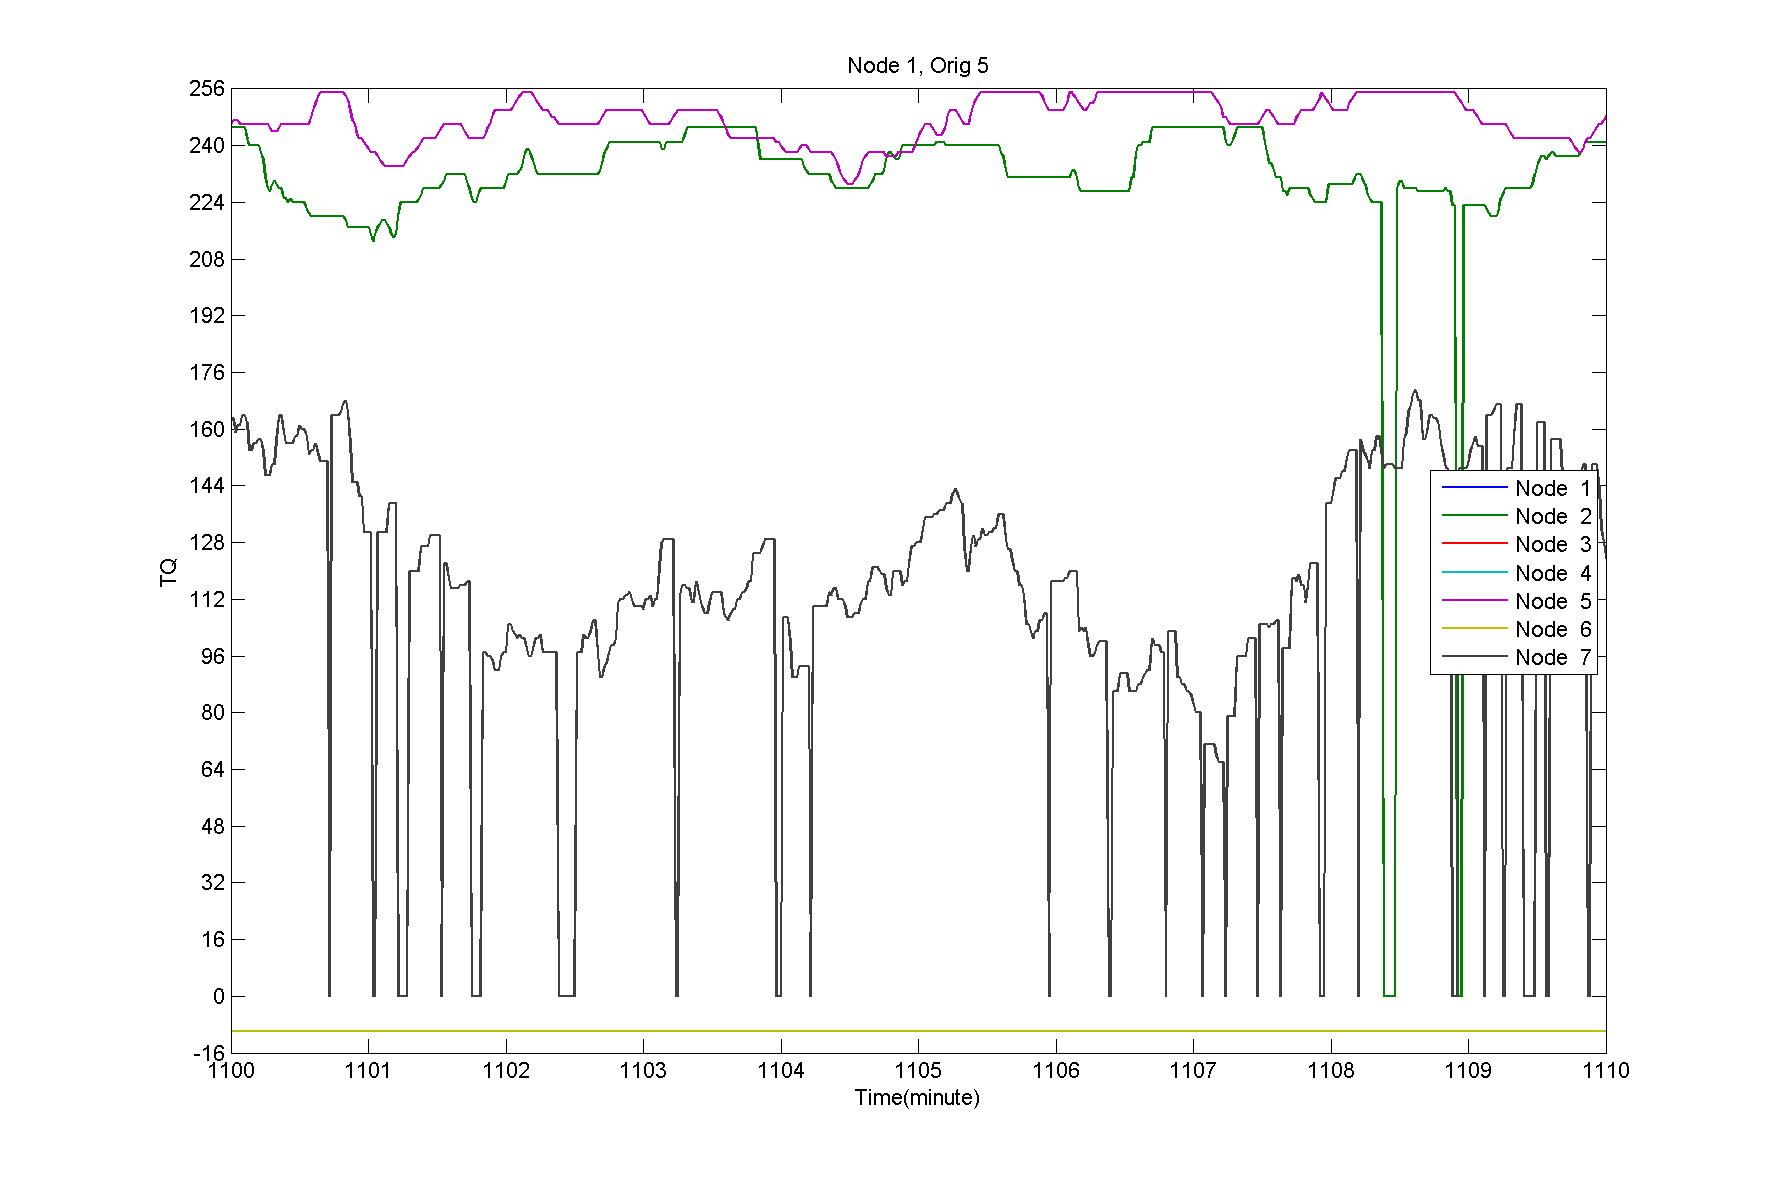 Node 1, Orig 5
256
240
224
208
192
176
160
144
128
112
96
80
64
48
32
16
0
-16
TQ
Node 1
Node 2
Node 3
Node 4
Node 5
Node 6
Node 7
1100 1101 1102 1103 1104 1105 1106 1107 1108 1109 1110
Time(minute)